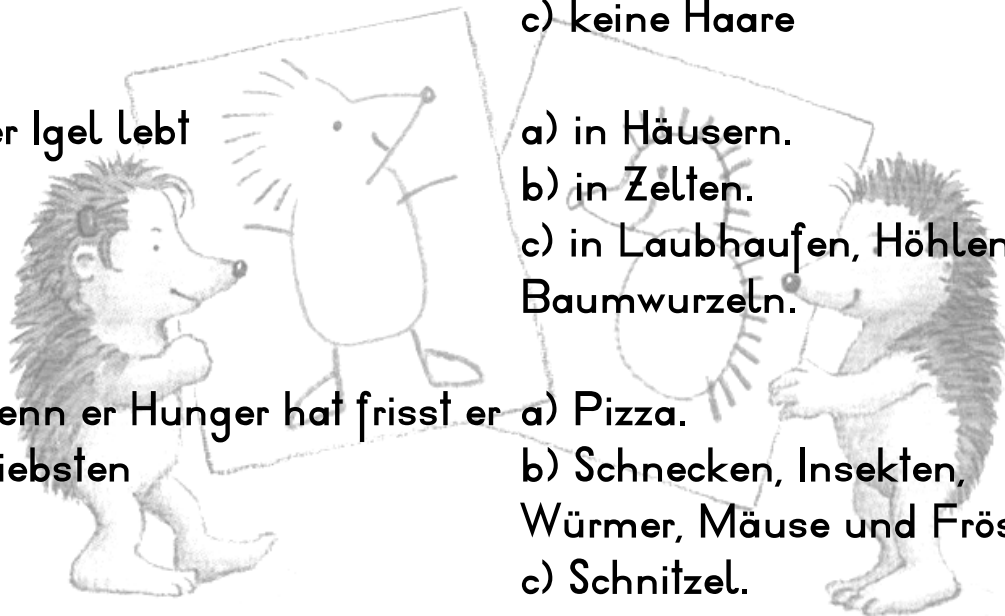 c) keine Haare
er Igel lebt
a) in Häusern.
b) in Zelten.
c) in Laubhaufen, Höhlen
Baumwurzeln.
enn er Hunger hat frisst er
iebsten
a) Pizza.
b) Schnecken, Insekten,
Würmer, Mäuse und Frös
c) Schnitzel.